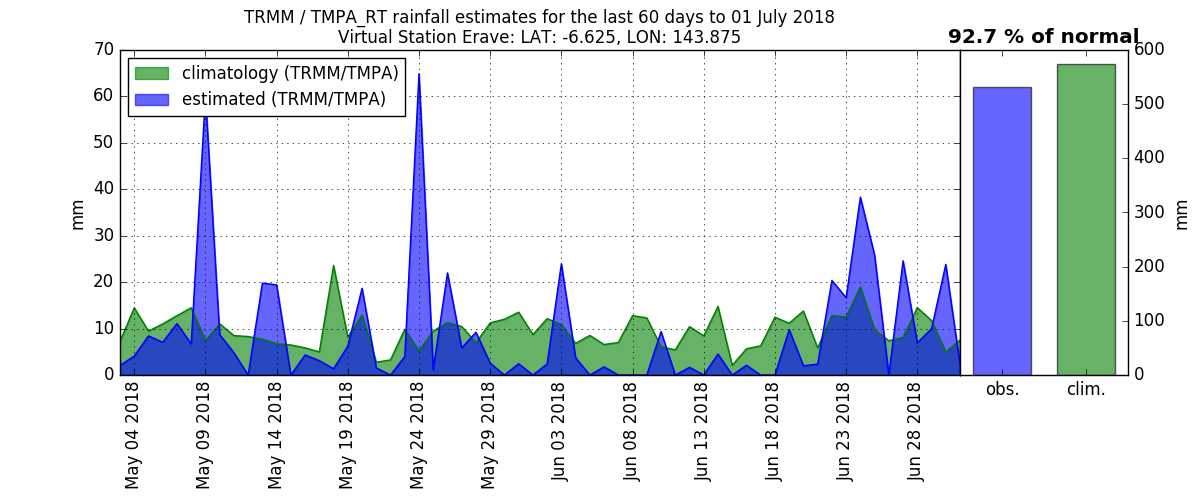 TRMM / TMPA_RT rainfall estimates for the last 60 days to 01 July 2018
Virtual Station Erave: LAT: -6.625, LON: 143.875
92.7 % of normal
climatology (TRMM/TMPA)
estimated (TRMM/TMPA)
70
60
50
40
30
20
10
0
mm
May 04 2018
May 09 2018
May 14 2018
May 19 2018
May 24 2018
May 29 2018
Jun 03 2018
Jun 08 2018
Jun 13 2018
Jun 18 2018
Jun 23 2018
Jun 28 2018
obs.
clim.
600
500
400
300
200
100
0
mm